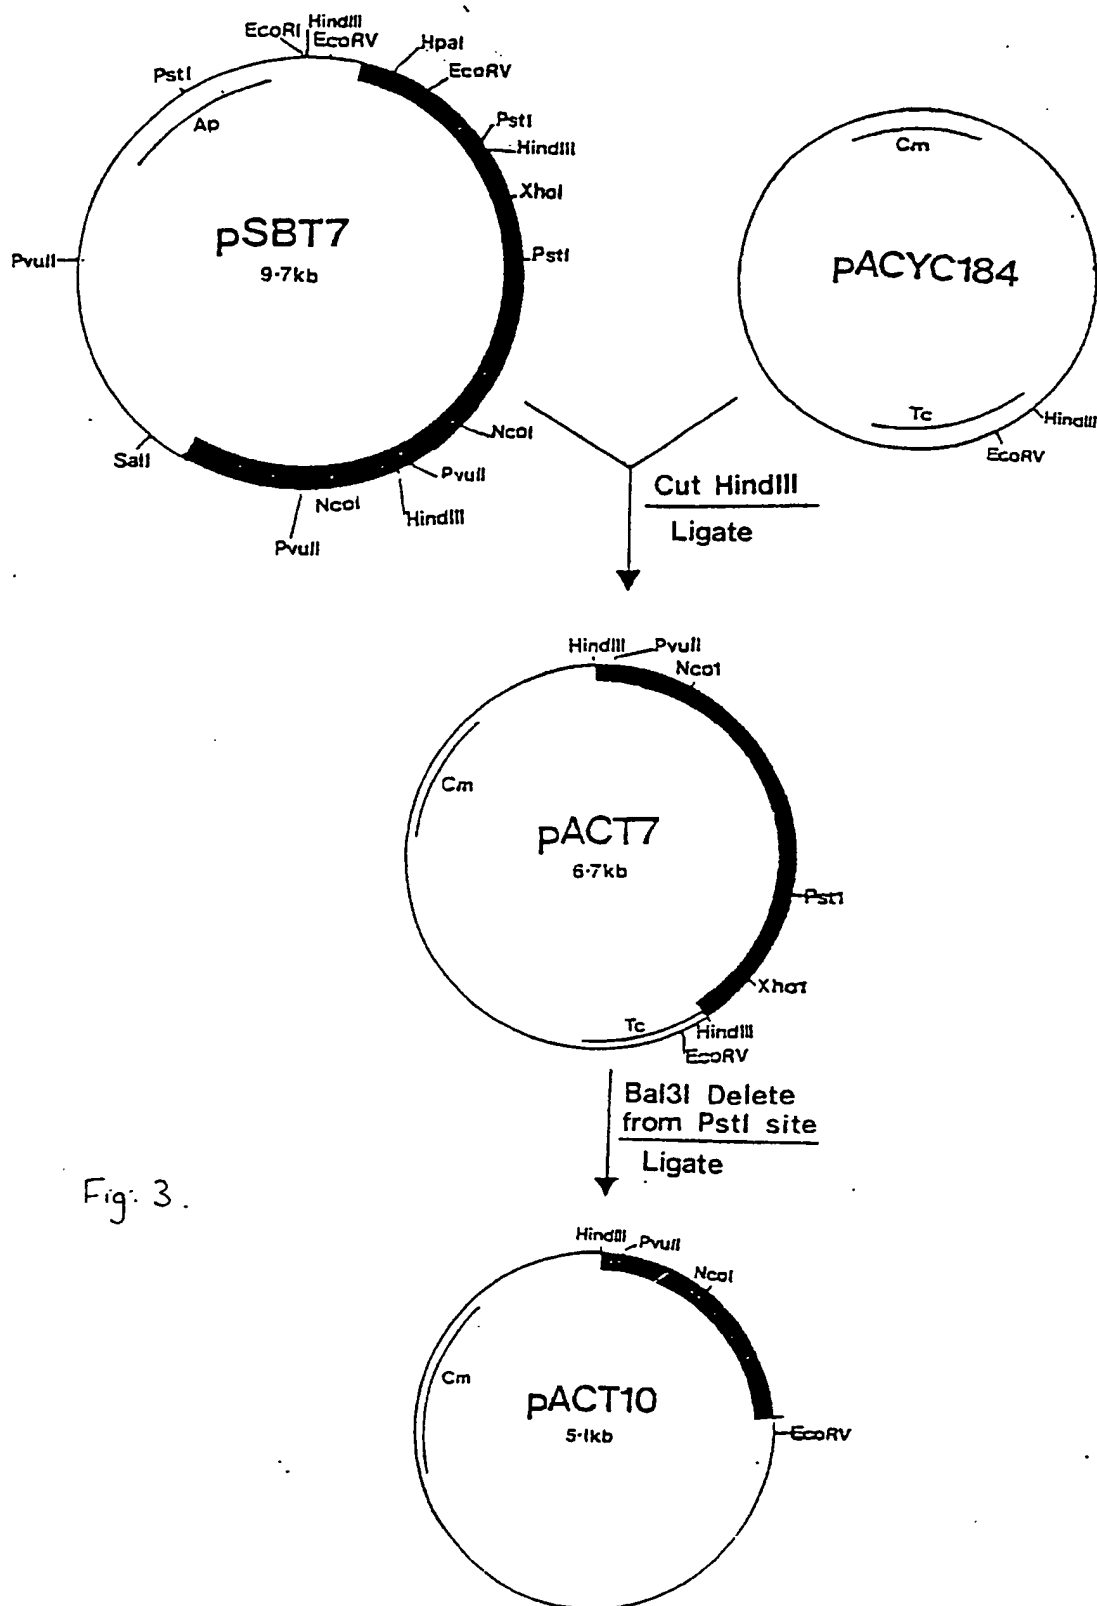 EcoRI
HindIII
EcoRV
HpaI
EcoRV
PstI
HindIII
XhoI
PstI
PstI
Ap
pSBT7
9·7kb
PvuII
SalI
NcoI
PvuII
HindIII
NcoI
PvuII
Cm
pACYC184
Tc
HindIII
EcoRV
Cut HindIII
Ligate
HindIII
PvuII
NcoI
Cm
pACT7
6·7kb
PstI
XhoI
Tc
HindIII
EcoRV
Bal31 Delete
from PstI site
Ligate
Fig: 3.
HindIII
PvuII
NcoI
Cm
pACT10
5·1kb
EcoRV